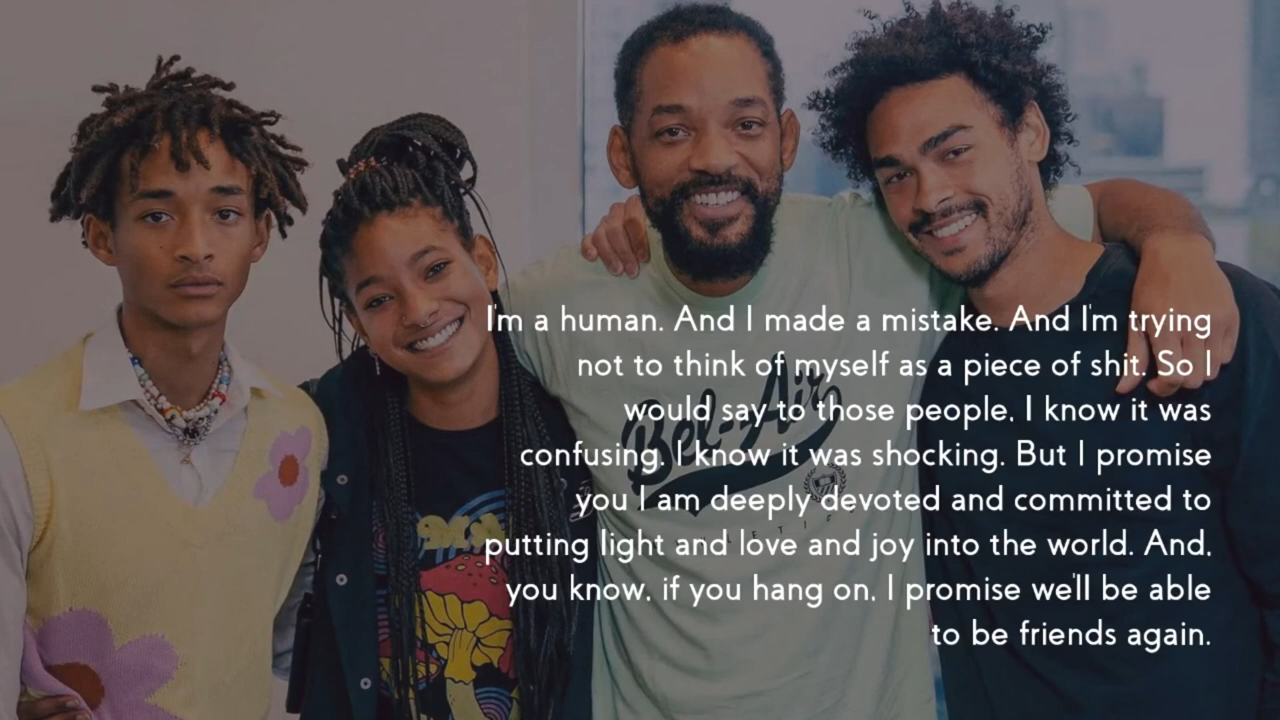 I'm a human. And I made a mistake. And I'm trying
not to think of myself as a piece of shit. So I
would say to those people, I know it was
confusing. I know it was shocking. But I promise
you I am deeply devoted and committed to
putting light and love and joy into the world. And,
you know, if you hang on, I promise we'll be able
to be friends again.
Bel-Air